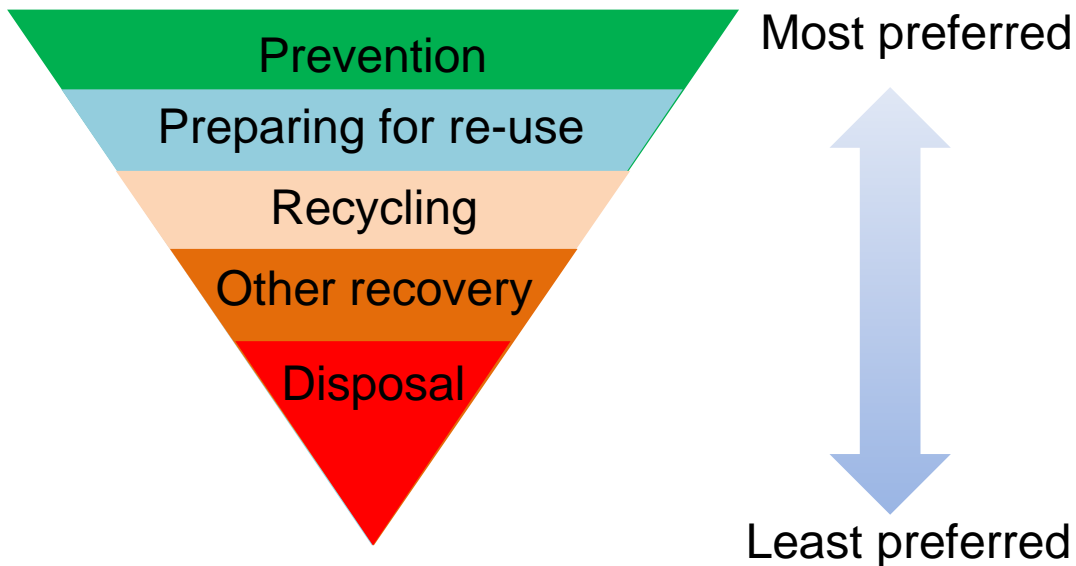 Most preferred
Prevention
Preparing for re-use
Recycling
Other recovery
Disposal
Least preferred